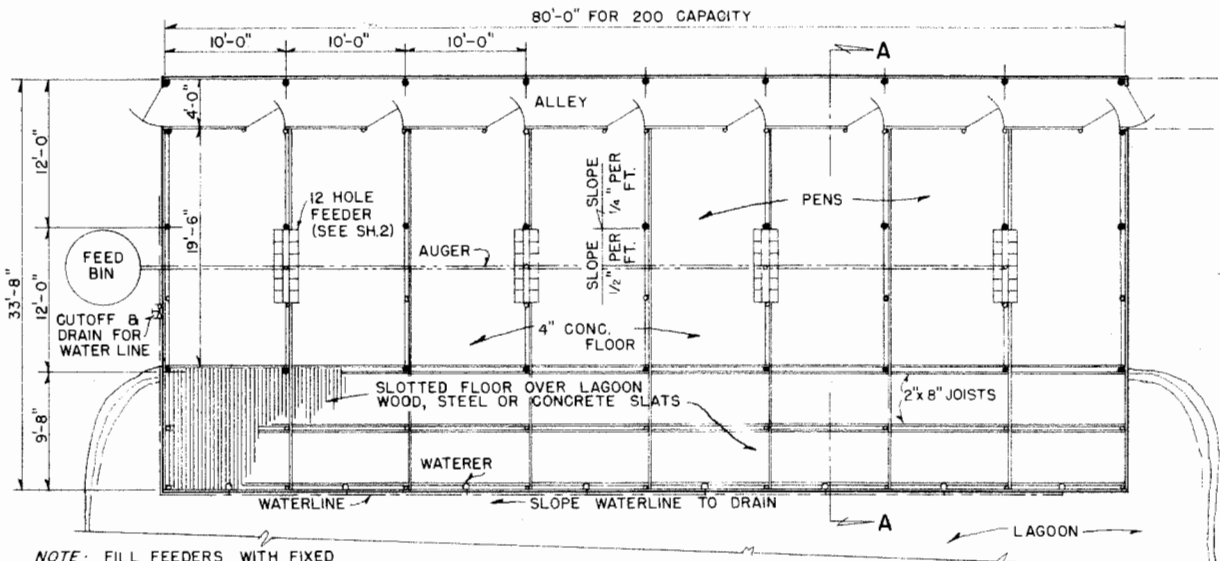 80'-0" FOR 200 CAPACITY
10'-0"
10'-0"
10'-0"
A
4'-0"
ALLEY
12'-0"
12 HOLE
FEEDER
(SEE SH.2)
19'-6"
SLOPE
1/4" PER
FT.
PENS
33'-8"
FEED
BIN
AUGER
SLOPE
1/2" PER
FT.
12'-0"
CUTOFF &
DRAIN FOR
WATER LINE
4" CONC.
FLOOR
SLOTTED FLOOR OVER LAGOON
WOOD, STEEL OR CONCRETE SLATS
2"x 8" JOISTS
9'-8"
WATERER
WATERLINE
SLOPE WATERLINE TO DRAIN
A
LAGOON
NOTE: FILL FEEDERS WITH FIXED